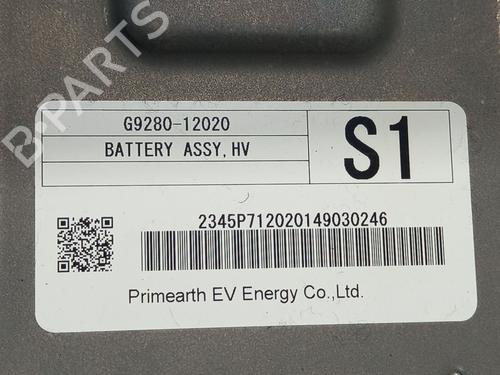 B-PARTS
G9280-12020
BATTERY ASSY, HV
S1
2345P712020149030246
Primearth EV Energy Co.,Ltd.